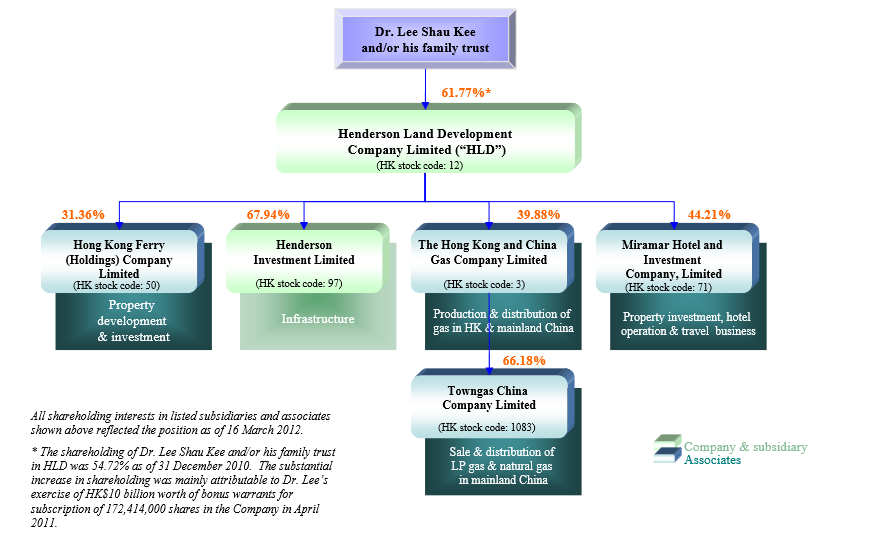 Dr. Lee Shau Kee
and/or his family trust
61.77%*
Henderson Land Development
Company Limited (“HLD”)
(HK stock code: 12)
31.36%
67.94%
39.88%
44.21%
Hong Kong Ferry
(Holdings) Company
Limited
(HK stock code: 50)
Property
development
& investment
Henderson
Investment Limited
(HK stock code: 97)
Infrastructure
The Hong Kong and China
Gas Company Limited
(HK stock code: 3)
Production & distribution of
gas in HK & mainland China
Miramar Hotel and
Investment
Company, Limited
(HK stock code: 71)
Property investment, hotel
operation & travel business
66.18%
Towngas China
Company Limited
(HK stock code: 1083)
Sale & distribution of
LP gas & natural gas
in mainland China
All shareholding interests in listed subsidiaries and associates
shown above reflected the position as of 16 March 2012.
* The shareholding of Dr. Lee Shau Kee and/or his family trust
in HLD was 54.72% as of 31 December 2010. The substantial
increase in shareholding was mainly attributable to Dr. Lee’s
exercise of HK$10 billion worth of bonus warrants for
subscription of 172,414,000 shares in the Company in April
2011.
Company & subsidiary
Associates